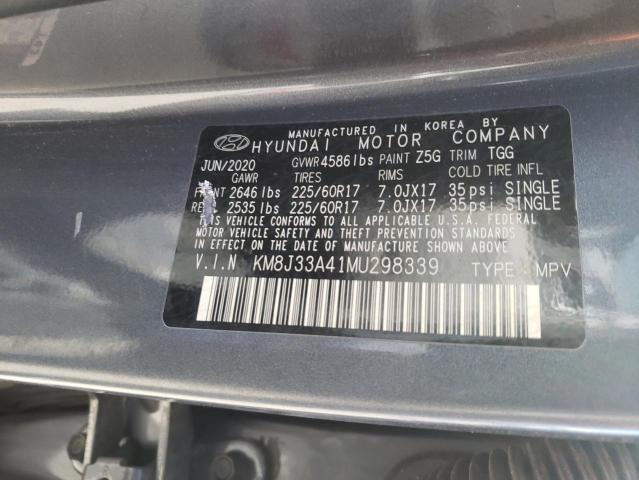 MANUFACTURED IN KOREA BY
HYUNDAI MOTOR COMPANY
JUN/2020 GVWR4586lbs PAINT Z5G TRIM TGG
GAWR TIRES RIMS COLD TIRE INFL
2646 lbs 225/60R17 7.0JX17 35psi SINGLE
2535 lbs 225/60R17 7.0JX17 35psi SINGLE
THIS VEHICLE CONFORMS TO ALL APPLICABLE U.S.A. FEDERAL
MOTOR VEHICLE SAFETY AND THEFT PREVENTION STANDARDS
IN EFFECT ON THE DATE OF MANUFACTURE SHOWN ABOVE.
V.I.N KM8J33A41MU298339 TYPE: MPV